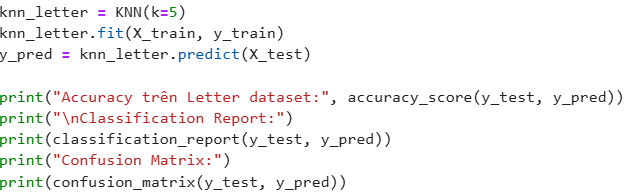 knn_letter = KNN(k=5)
knn_letter.fit(X_train, y_train)
y_pred = knn_letter.predict(X_test)

print("Accuracy trên Letter dataset:", accuracy_score(y_test, y_pred))
print("\nClassification Report:")
print(classification_report(y_test, y_pred))
print("Confusion Matrix:")
print(confusion_matrix(y_test, y_pred))